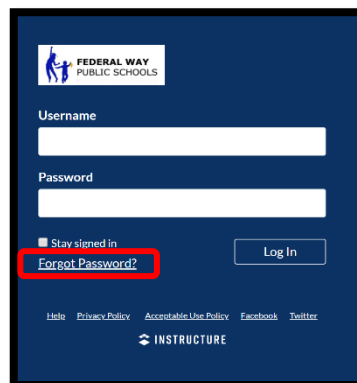 FEDERAL WAY
PUBLIC SCHOOLS
Username
Password
Stay signed in
Forgot Password?
Log In
Help Privacy Policy Acceptable Use Policy Facebook Twitter
INSTRUCTURE